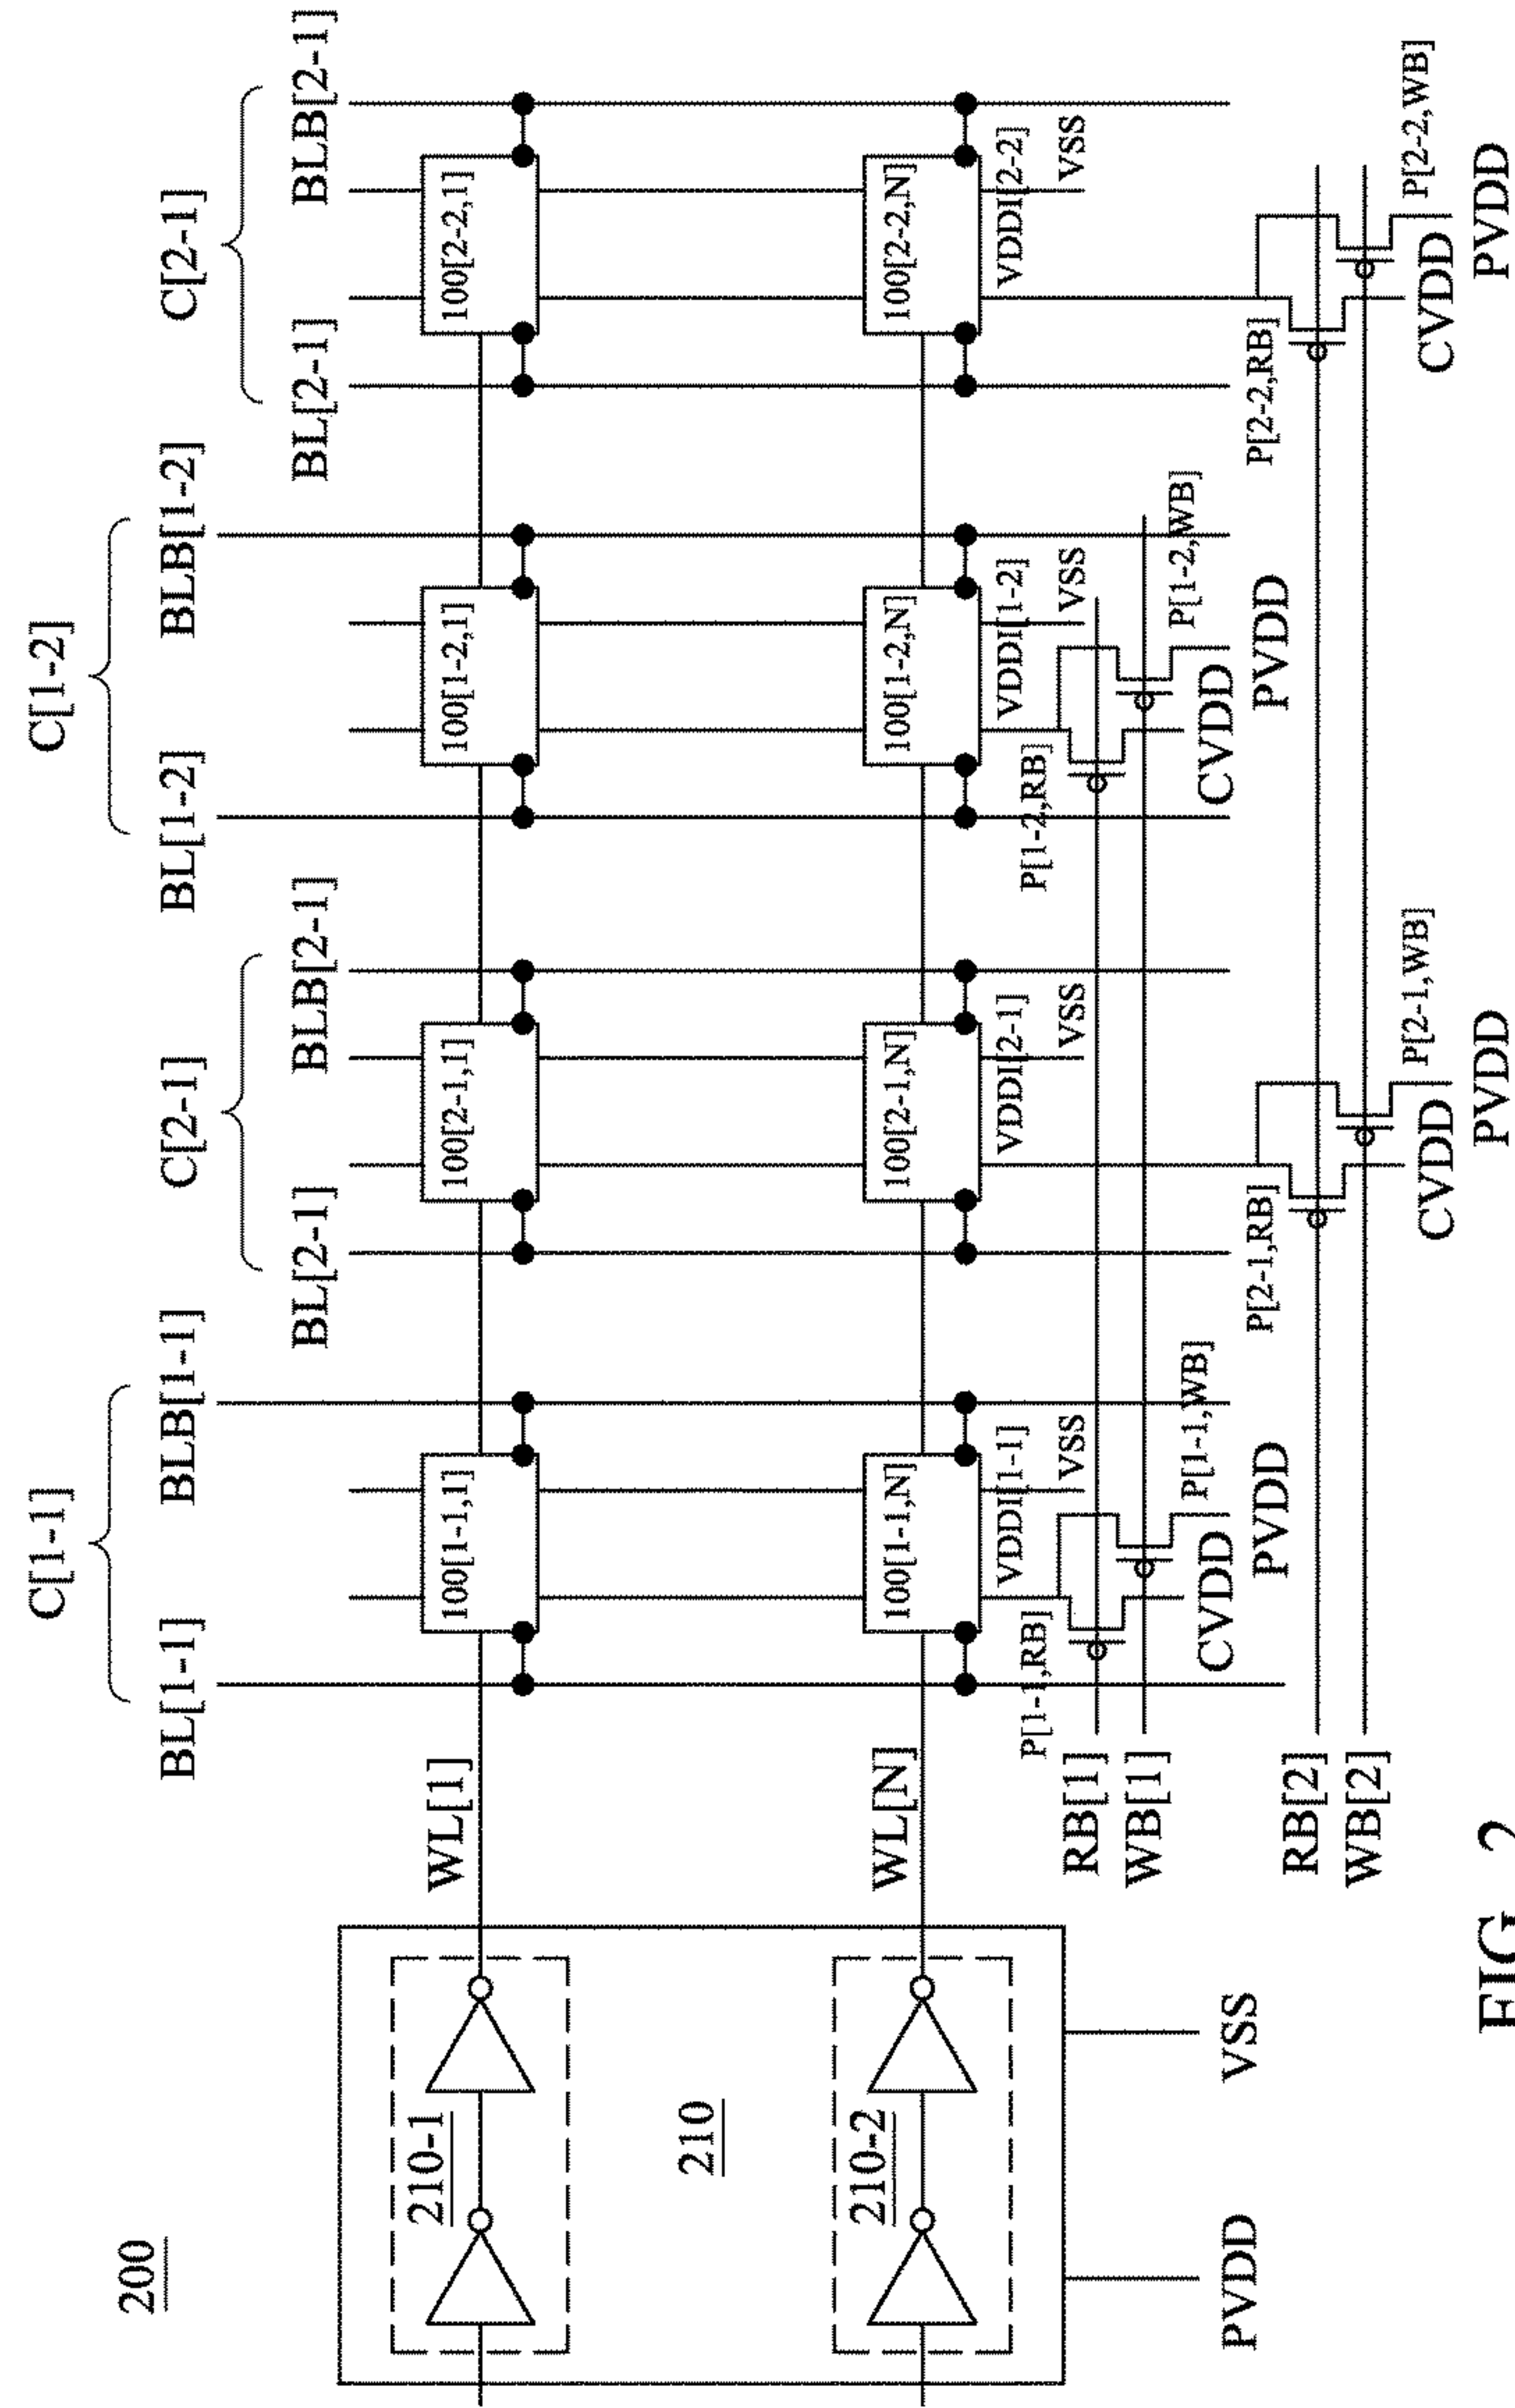 200
C[1-1]
C[1-2]
BL[1-1]
BLB[1-1]
C[2-1]
BL[1-2]
BLB[1-2]
C[2-1]
BL[2-1]
BLB[2-1]
BL[2-1]
BLB[2-1]
210-1
WL[1]
100[1-1,1]
100[2-1,1]
100[1-2,1]
100[2-2,1]
210
210-2
WL[N]
100[1-1,N]
100[2-1,N]
100[1-2,N]
100[2-2,N]
VDDI[1-1]
VDDI[2-1]
VDDI[1-2]
VDDI[2-2]
P[1-1,RB]
VSS
VSS
P[1-2,RB]
VSS
VSS
RB[1]
WB[1]
P[1-1,WB]
P[1-2,WB]
CVDD
CVDD
PVDD
VSS
PVDD
P[2-1,RB]
PVDD
P[2-2,RB]
RB[2]
WB[2]
P[2-1,WB]
P[2-2,WB]
CVDD
CVDD
PVDD
PVDD
FIG. 2